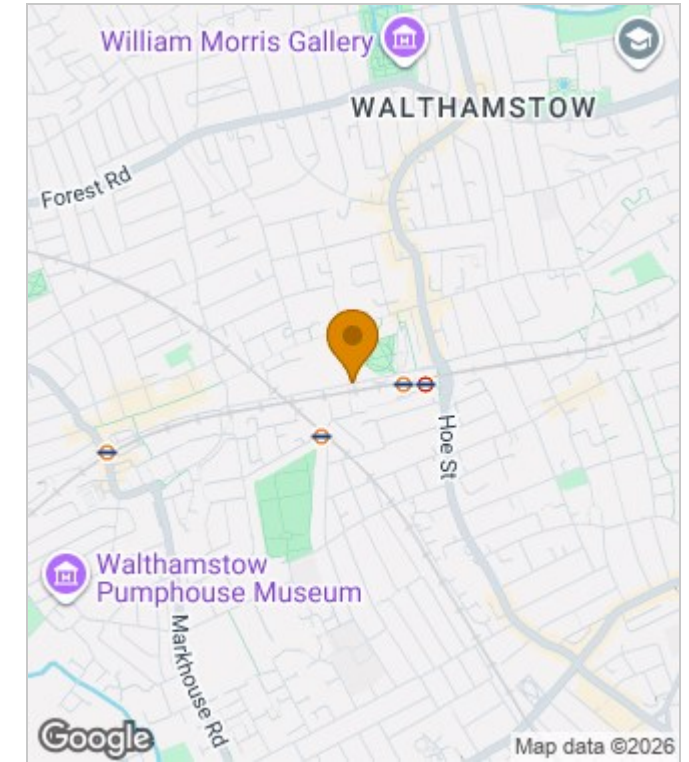 William Morris Gallery
WALTHAMSTOW
Forest Rd
Hoe St
Walthamstow
Pumphouse Museum
Markhouse Rd
Google
Map data ©2026